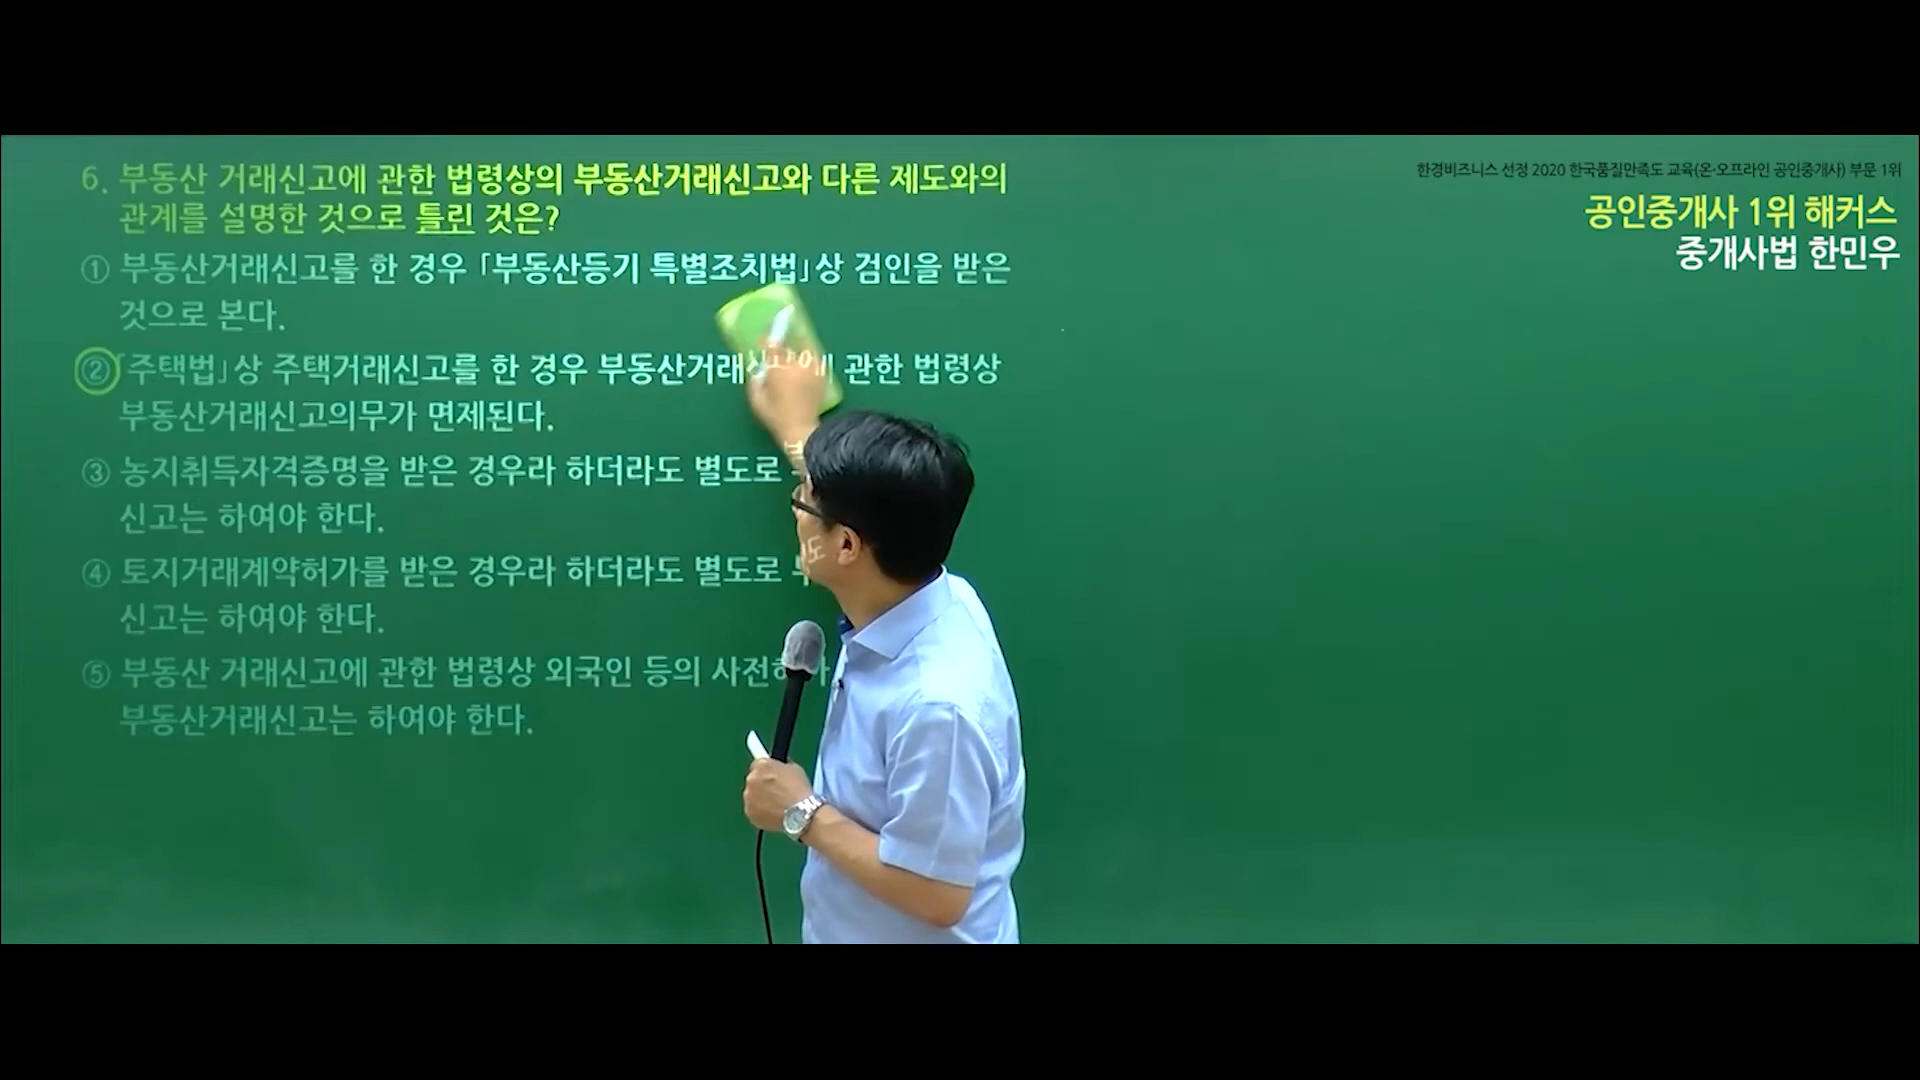 6. 부동산 거래신고에 관한 법령상의 부동산거래신고와 다른 제도와의
관계를 설명한 것으로 틀린 것은?
① 부동산거래신고를 한 경우 「부동산등기 특별조치법」상 검인을 받은
것으로 본다.
② 「주택법」상 주택거래신고를 한 경우 부동산거래신고에 관한 법령상
부동산거래신고의무가 면제된다.
③ 농지취득자격증명을 받은 경우라 하더라도 별도로
신고는 하여야 한다.
④ 토지거래계약허가를 받은 경우라 하더라도 별도로
신고는 하여야 한다.
⑤ 부동산 거래신고에 관한 법령상 외국인 등의
부동산거래신고는 하여야 한다.
한경비즈니스 선정 2020 한국품질만족도 교육(온·오프라인 공인중개사) 부문 1위
공인중개사 1위 해커스
중개사법 한민우